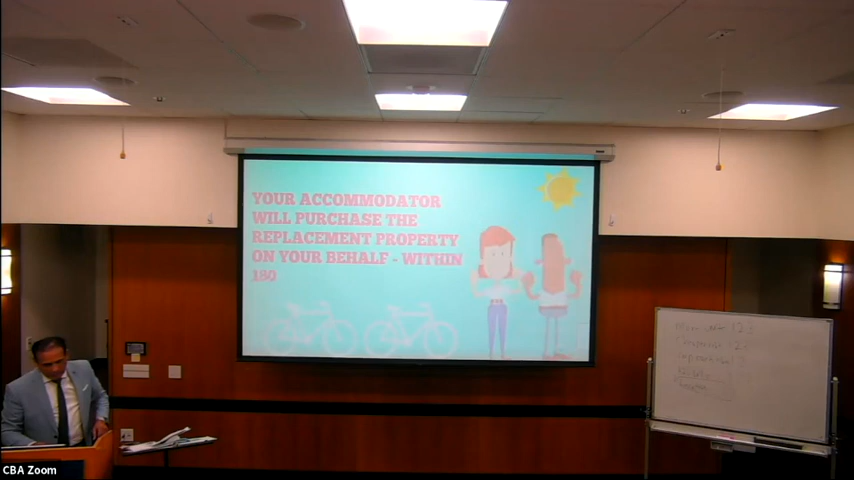 YOUR ACCOMMODATOR
WILL PURCHASE THE
REPLACEMENT PROPERTY
ON YOUR BEHALF - WITHIN
180
CBA Zoom